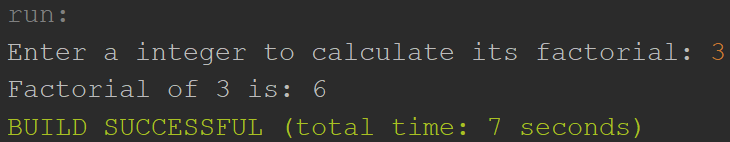 run:
Enter a integer to calculate its factorial: 3
Factorial of 3 is: 6
BUILD SUCCESSFUL (total time: 7 seconds)